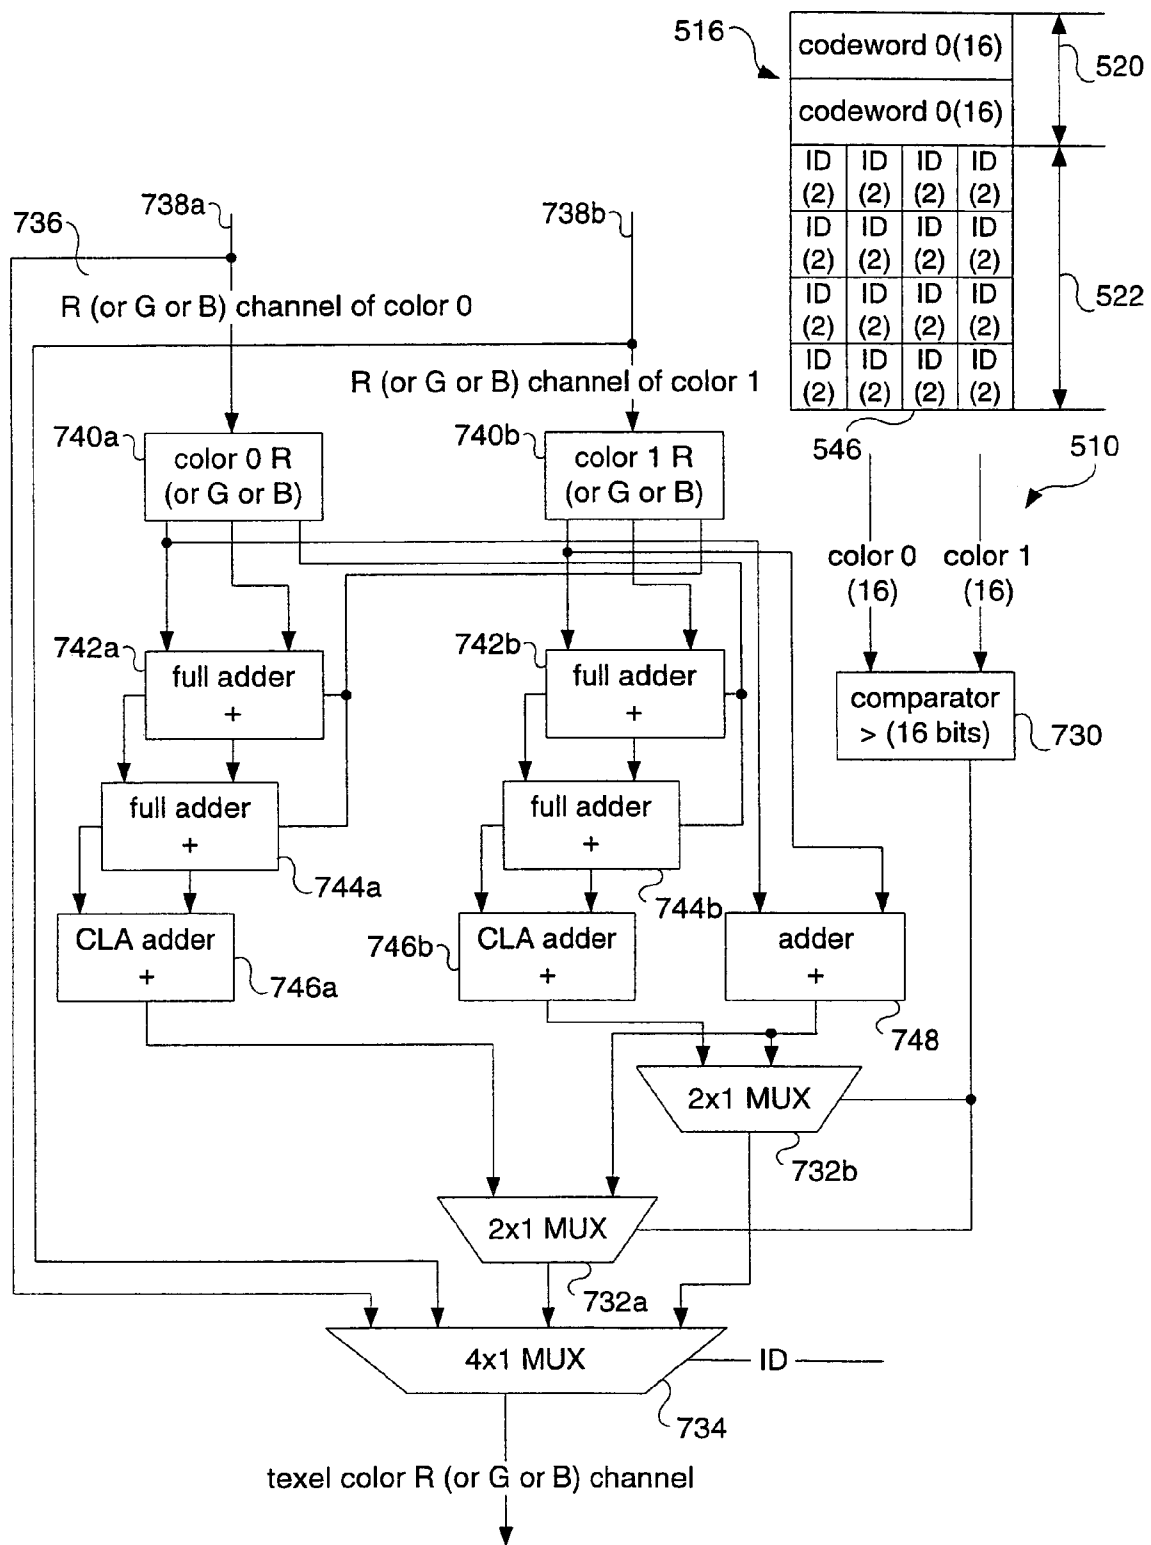 516
codeword 0(16)
520
codeword 0(16)
ID ID ID ID
(2) (2) (2) (2)
ID ID ID ID
(2) (2) (2) (2)
ID ID ID ID
(2) (2) (2) (2)
ID ID ID ID
(2) (2) (2) (2)
522
546
510
736
738a
738b
R (or G or B) channel of color 0
R (or G or B) channel of color 1
740a
color 0 R
(or G or B)
740b
color 1 R
(or G or B)
color 0
(16)
color 1
(16)
742a
full adder
+
742b
full adder
+
comparator
> (16 bits)
730
full adder
+
744a
full adder
+
744b
CLA adder
+
746a
746b
CLA adder
+
adder
+
748
2x1 MUX
732b
2x1 MUX
732a
4x1 MUX
ID
734
texel color R (or G or B) channel